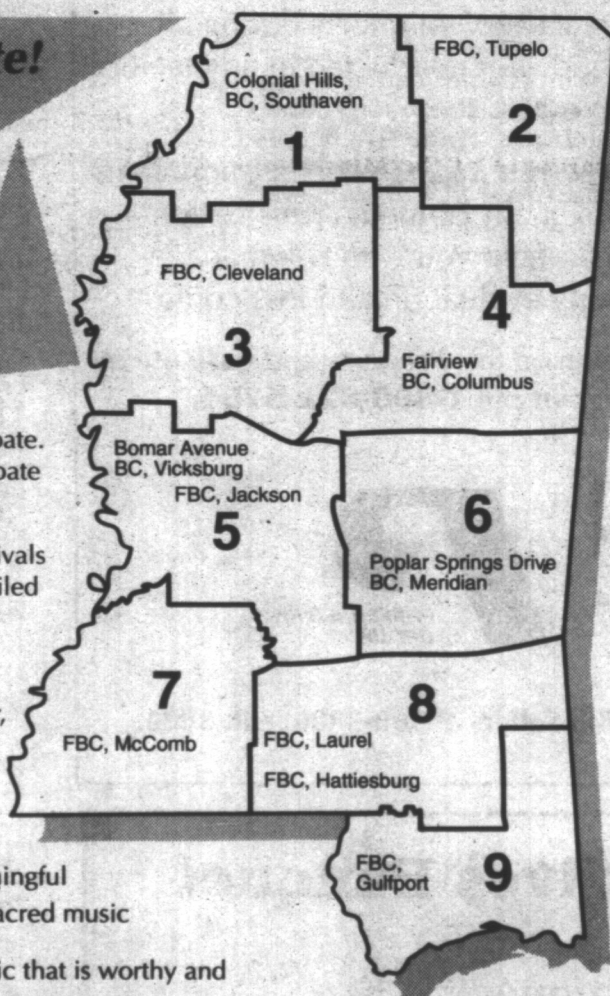 te!
FBC, Tupelo
Colonial Hills,
BC, Southaven
2
1
FBC, Cleveland
4
3
Fairview
BC, Columbus
pate.
pate
Bomar Avenue
BC, Vicksburg
FBC, Jackson
6
5
ivals
iled
Poplar Springs Drive
BC, Meridian
7
8
FBC, McComb
FBC, Laurel
FBC, Hattiesburg
9
FBC,
Gulfport
ningful
acred music
ic that is worthy and